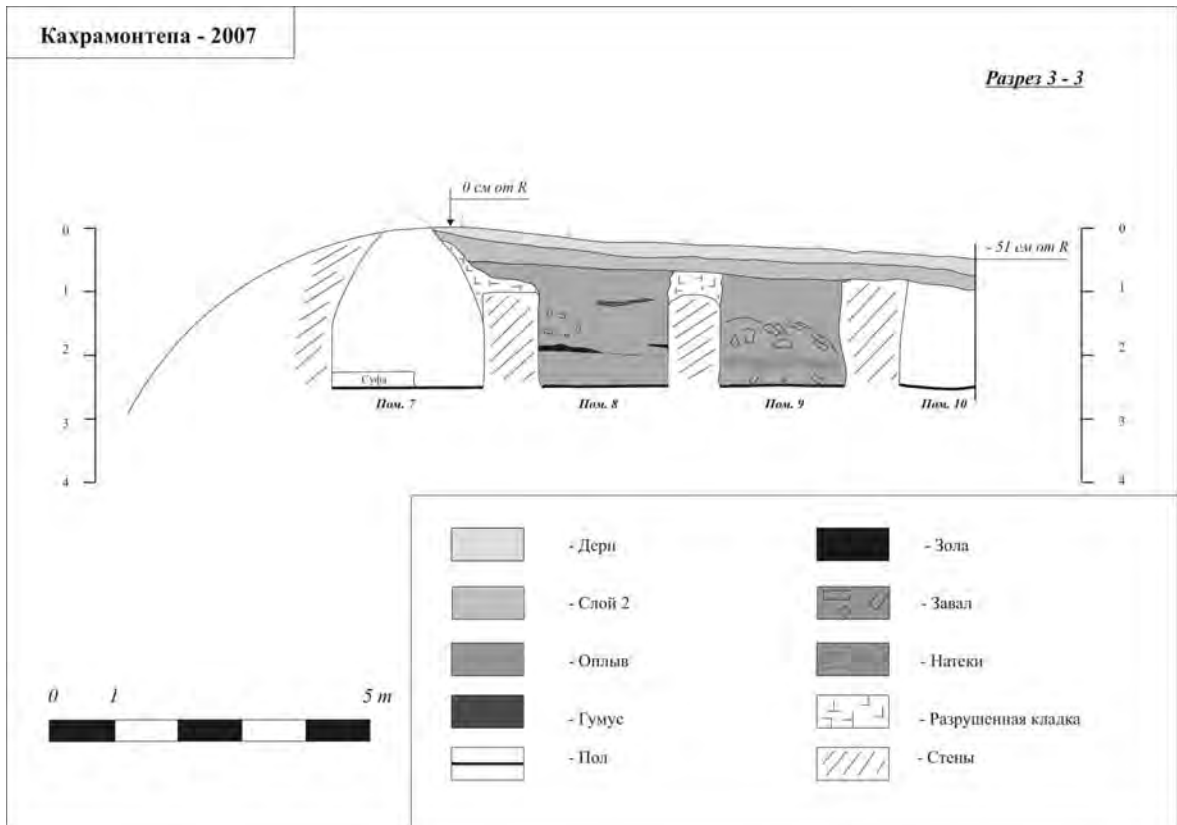 Кахрамонтепа - 2007
Разрез 3 - 3
0 см от R
- 51 см от R
0
1
2
3
4
0
1
2
3
4
Суфа
Пом. 7
Пом. 8
Пом. 9
Пом. 10
- Дерн
- Слой 2
- Оплыв
- Гумус
- Пол
- Зола
- Завал
- Натеки
- Разрушенная кладка
- Стены
0 1 5 m